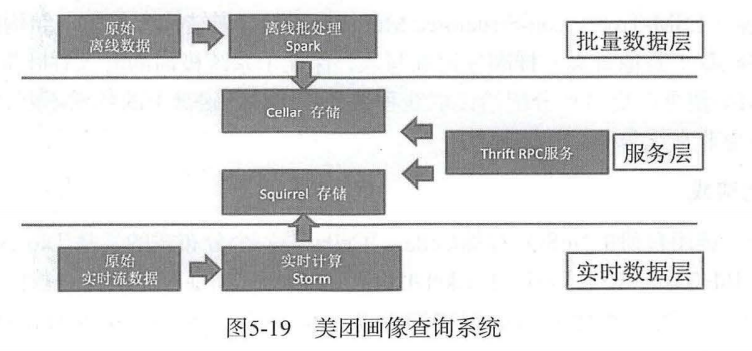 原始
离线数据
离线批处理
Spark
批量数据层
Cellar 存储
Thrift RPC服务
服务层
Squirrel 存储
原始
实时流数据
实时计算
Storm
实时数据层
图5-19 美团画像查询系统